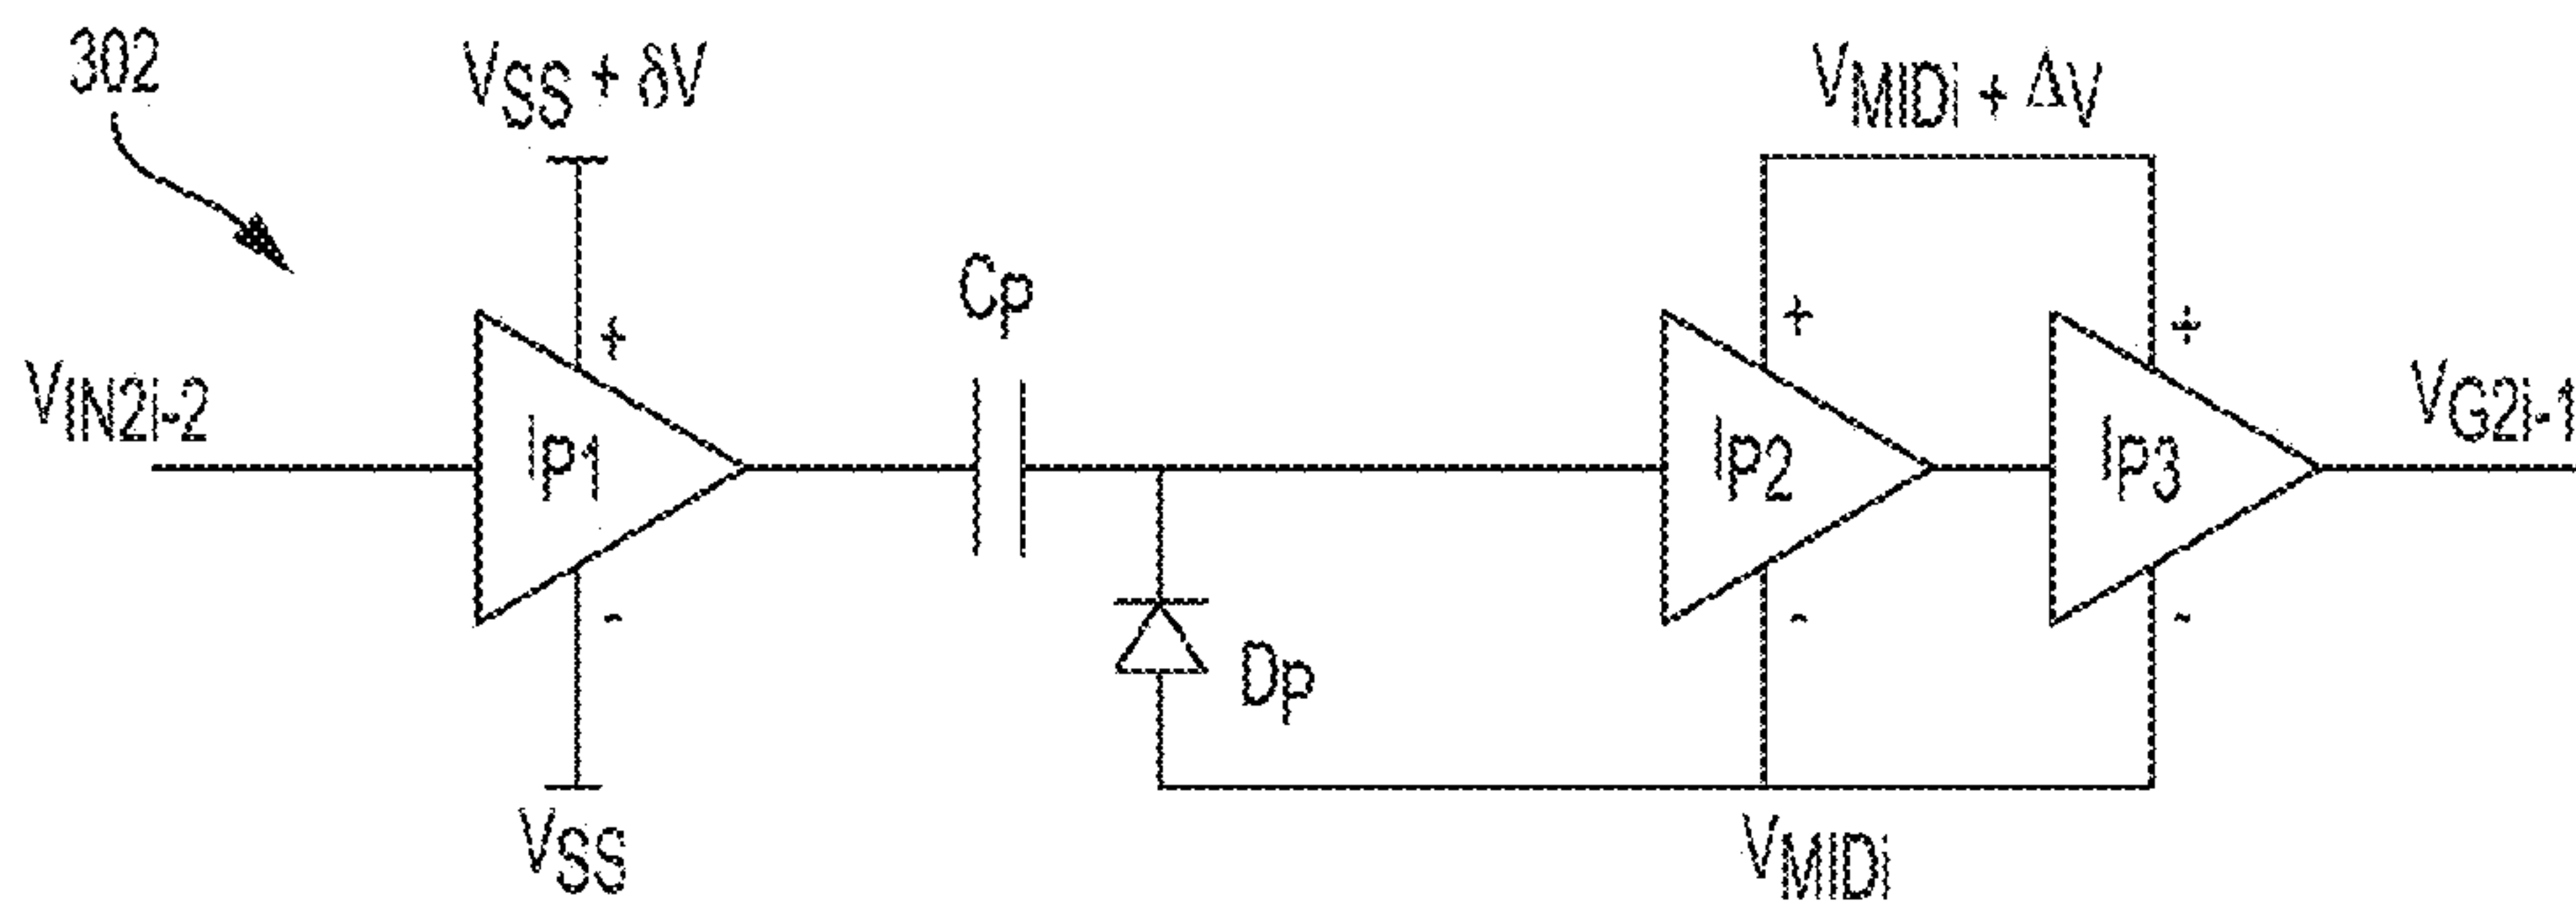 302
VSS + δV
VMIDi + ΔV
CP
+
+
+
VIN2i-2
IP1
IP2
IP3
VG2i-1
-
-
-
DP
VSS
VMIDi